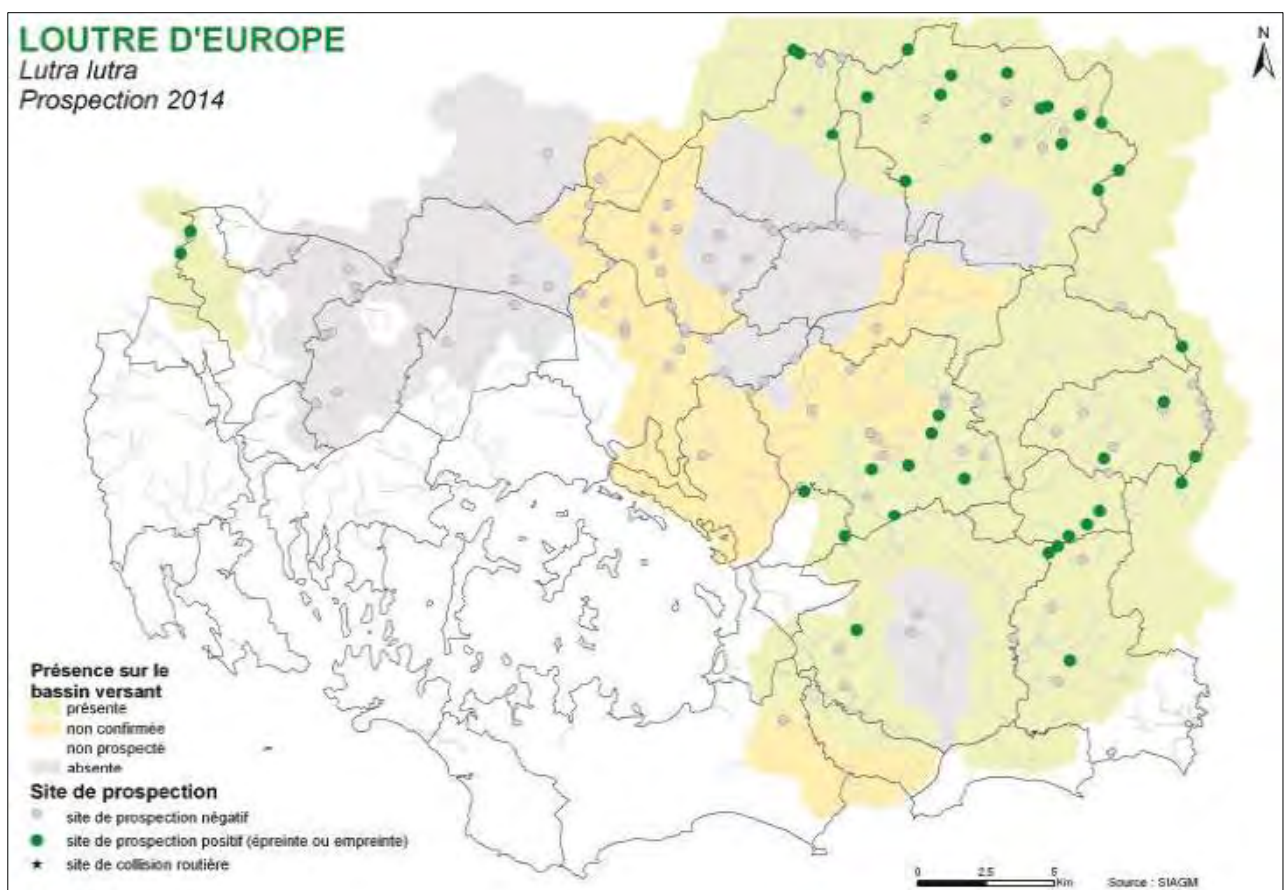 LOUTRE D'EUROPE
Lutra lutra
Prospection 2014
N
Présence sur le
bassin versant
présente
non confirmée
non prospecté
absente
Site de prospection
site de prospection négatif
site de prospection positif (épreinte ou empreinte)
site de collision routière
0 2.5 5
Km
Source : SIAGM